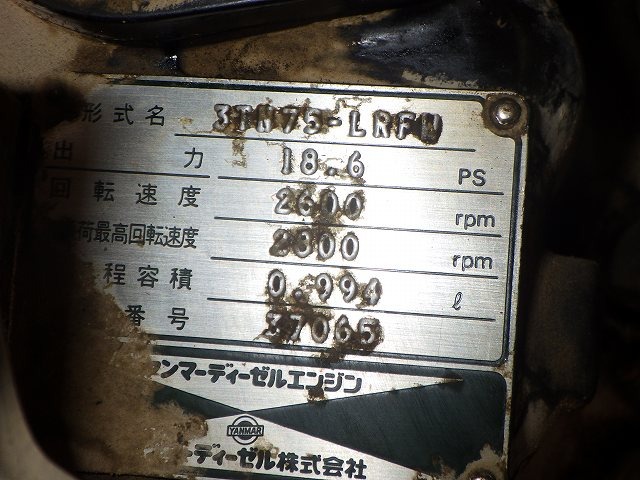 形式名 3TN75-LRFW
出力 18.6 PS
回転速度 2600 rpm
荷最高回転速度 2800 rpm
程容積 0.994 ℓ
番号 37065
ンマーディーゼルエンジン
YANMAR
ーディーゼル株式会社